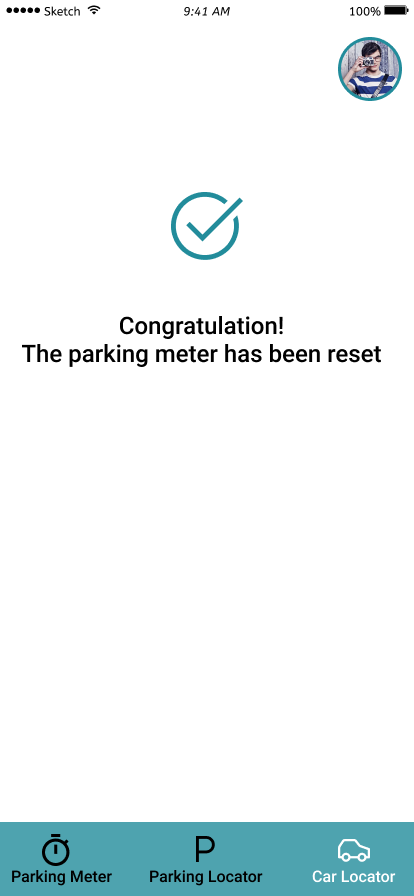 Sketch 9:41 AM 100%
Congratulation!
The parking meter has been reset
P
Parking Meter Parking Locator Car Locator